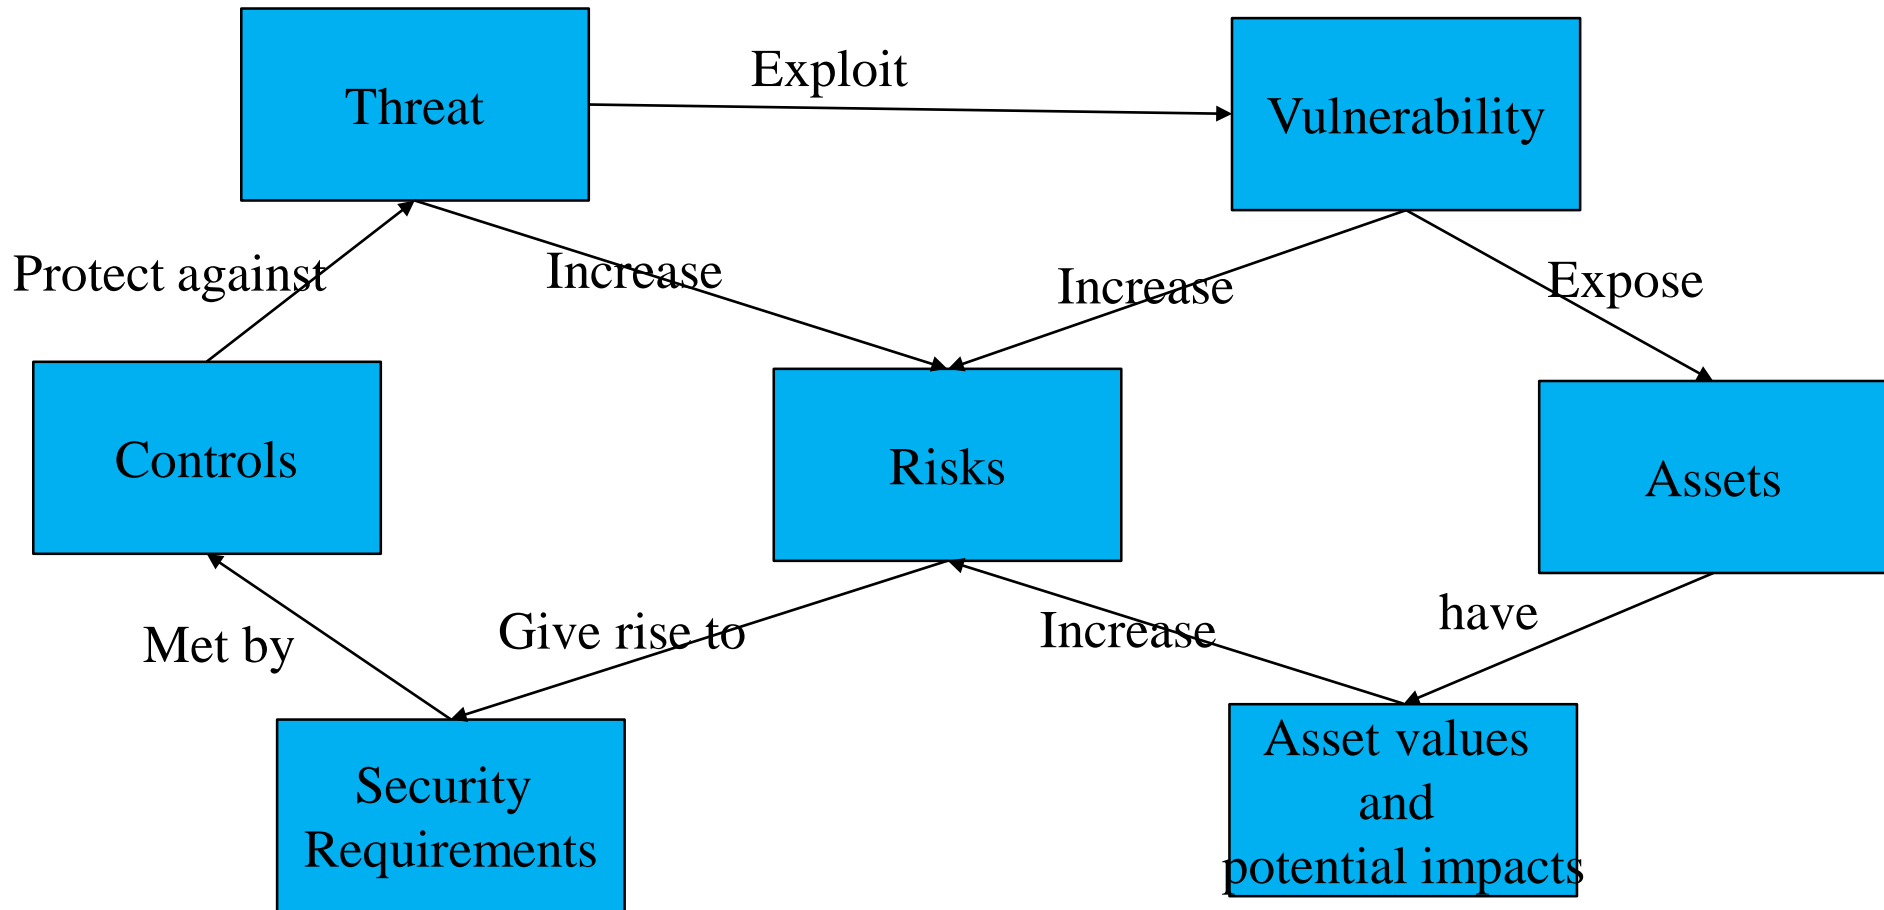 Exploit
Threat
Vulnerability
Protect against
Increase
Increase
Expose
Controls
Risks
Assets
Met by
Give rise to
Increase
have
Security
Requirements
Asset values
and
potential impacts